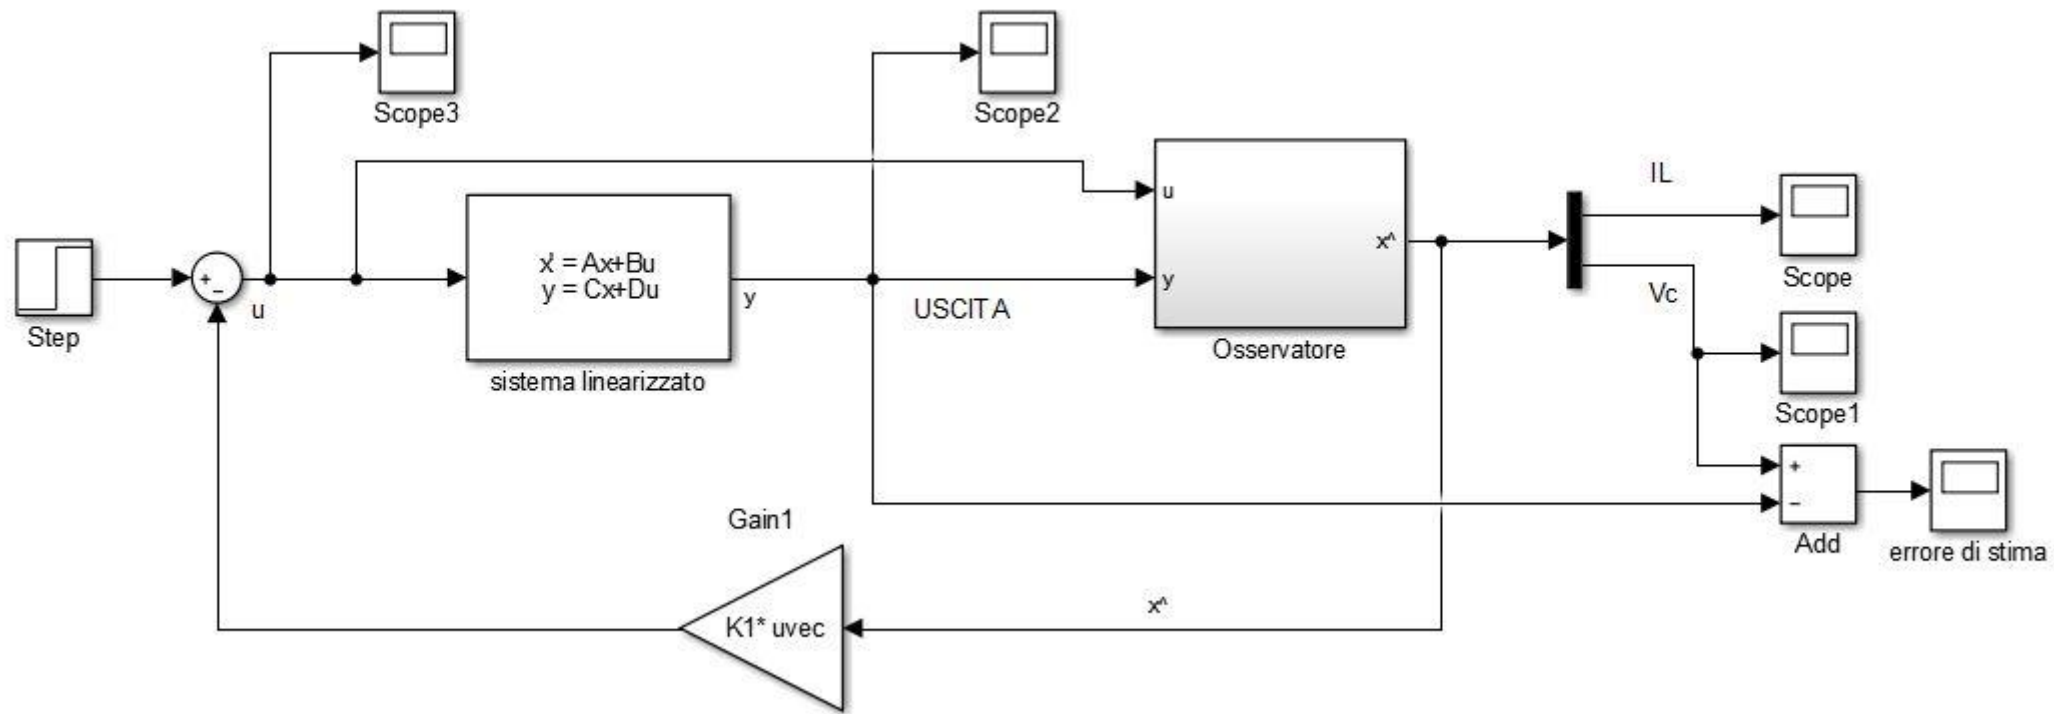 Scope3
Scope2
IL
u
x^
y
Scope
Step
+
−
u
x' = Ax+Bu
y = Cx+Du
y
USCITA
Vc
Osservatore
sistema linearizzato
Scope1
+
−
Add
errore di stima
Gain1
K1* uvec
x^